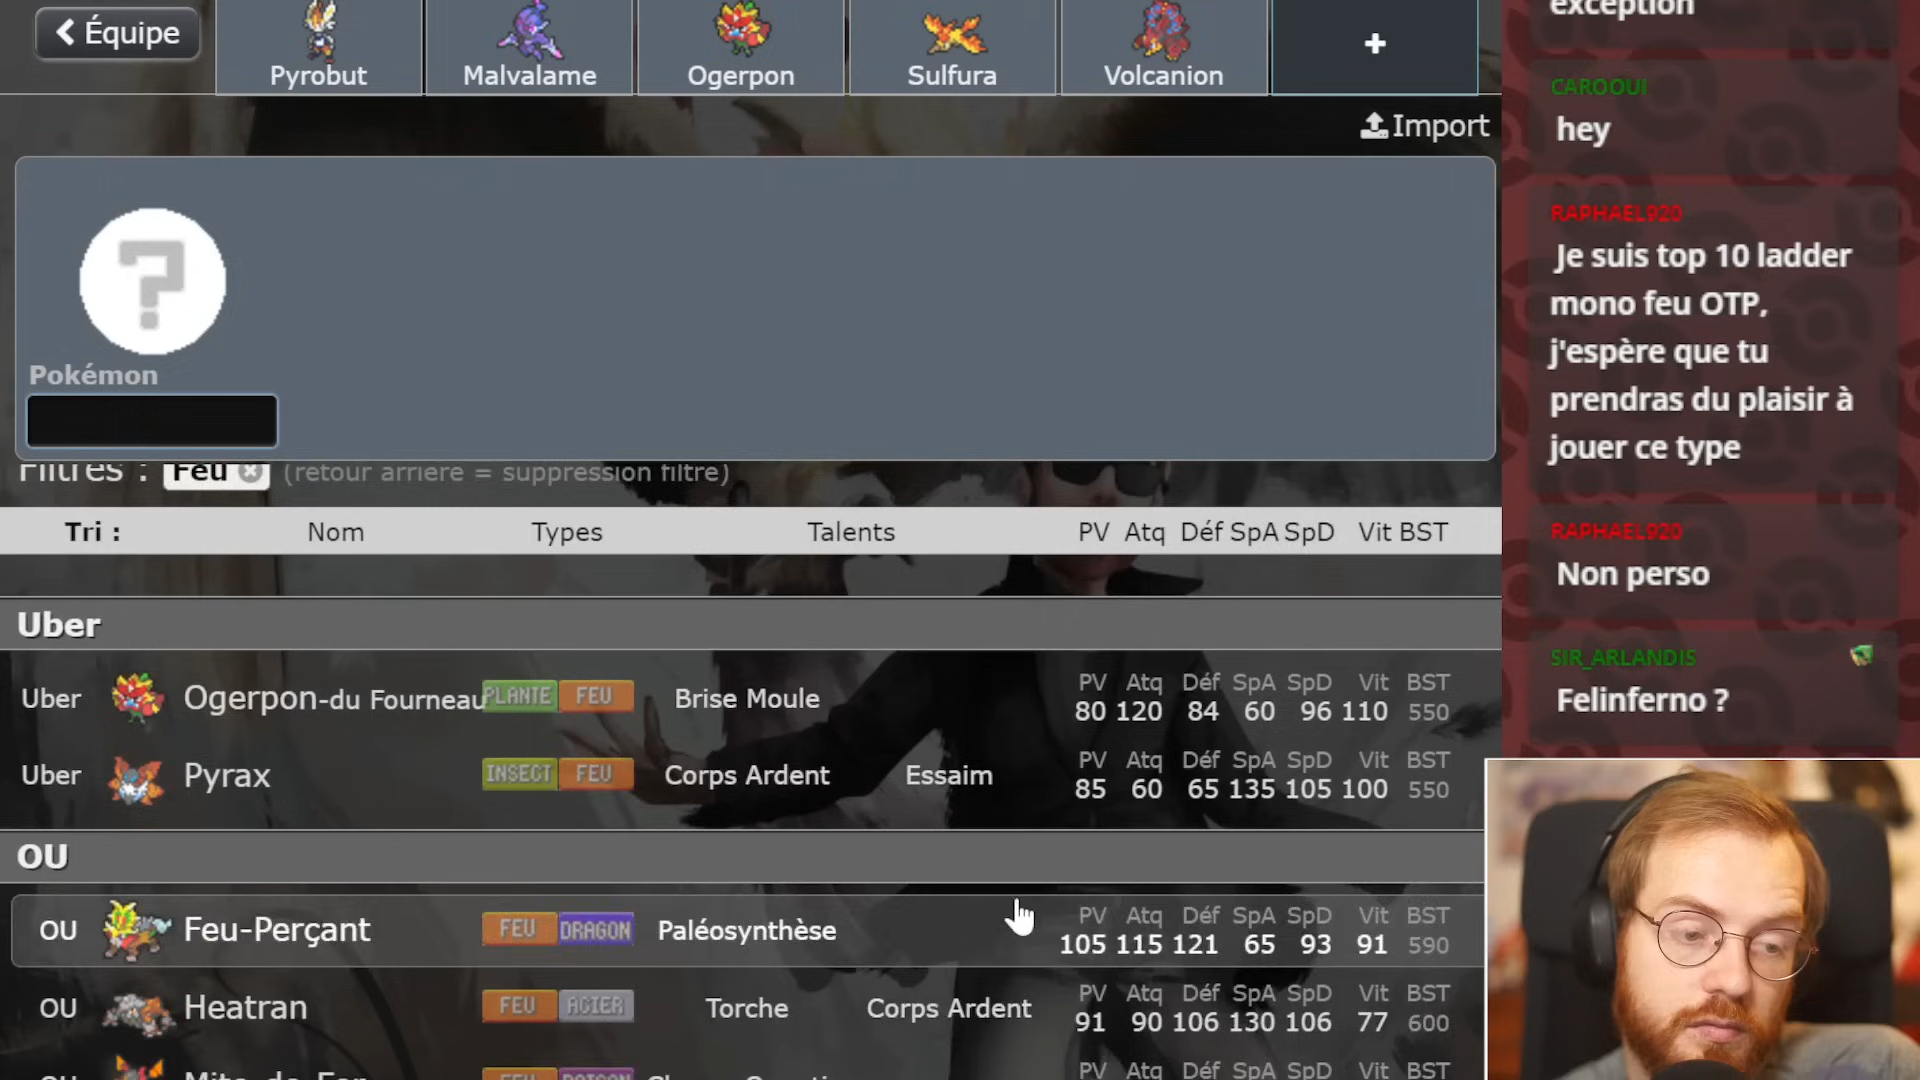 Équipe
Pyrobut
Malvalame
Ogerpon
Sulfura
Volcanion
+
Import
?
Pokémon
Filtres : Feu (retour arrière = suppression filtre)
Tri : Nom Types Talents PV Atq Déf SpA SpD Vit BST
Uber
Uber Ogerpon-du Fourneau PLANTE FEU Brise Moule PV 80 Atq 120 Déf 84 SpA 60 SpD 96 Vit 110 BST 550
Uber Pyrax INSECT FEU Corps Ardent Essaim PV 85 Atq 60 Déf 65 SpA 135 SpD 105 Vit 100 BST 550
OU
OU Feu-Perçant FEU DRAGON Paléosynthèse PV 105 Atq 115 Déf 121 SpA 65 SpD 93 Vit 91 BST 590
OU Heatran FEU ACIER Torche Corps Ardent PV 91 Atq 90 Déf 106 SpA 130 SpD 106 Vit 77 BST 600
PV Atq Déf SpA SpD Vit BST
exception
CAROOUI
hey
RAPHAEL920
Je suis top 10 ladder
mono feu OTP,
j'espère que tu
prendras du plaisir à
jouer ce type
RAPHAEL920
Non perso
SIR_ARLANDIS
Felinferno ?